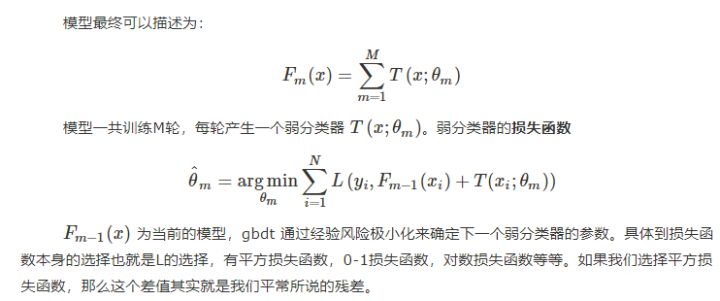 模型最终可以描述为：
F_m(x) = \sum_{m=1}^{M} T(x;θ_m)
模型一共训练M轮，每轮产生一个弱分类器 T(x;θ_m)。弱分类器的损失函数
\hat{θ}_m = \arg\min_{θ_m} \sum_{i=1}^{N} L(y_i, F_{m-1}(x_i) + T(x_i;θ_m))
F_{m-1}(x) 为当前的模型，gbdt 通过经验风险极小化来确定下一个弱分类器的参数。具体到损失函
数本身的选择也就是L的选择，有平方损失函数，0-1损失函数，对数损失函数等等。如果我们选择平方损
失函数，那么这个差值其实就是我们平常所说的残差。